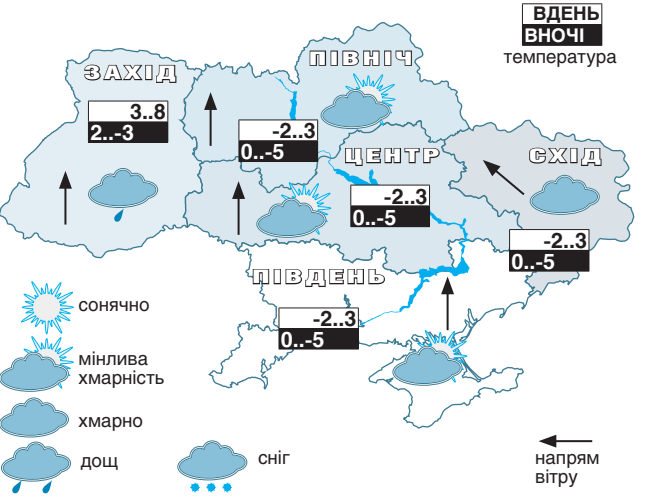 ВДЕНЬ
ВНОЧІ
температура
ЗАХІД
3..8
2..-3
ПІВНІЧ
-2..3
0..-5
ЦЕНТР
-2..3
0..-5
СХІД
-2..3
0..-5
ПІВДЕНЬ
-2..3
0..-5
сонячно
мінлива
хмарність
хмарно
дощ
сніг
напрям
вітру